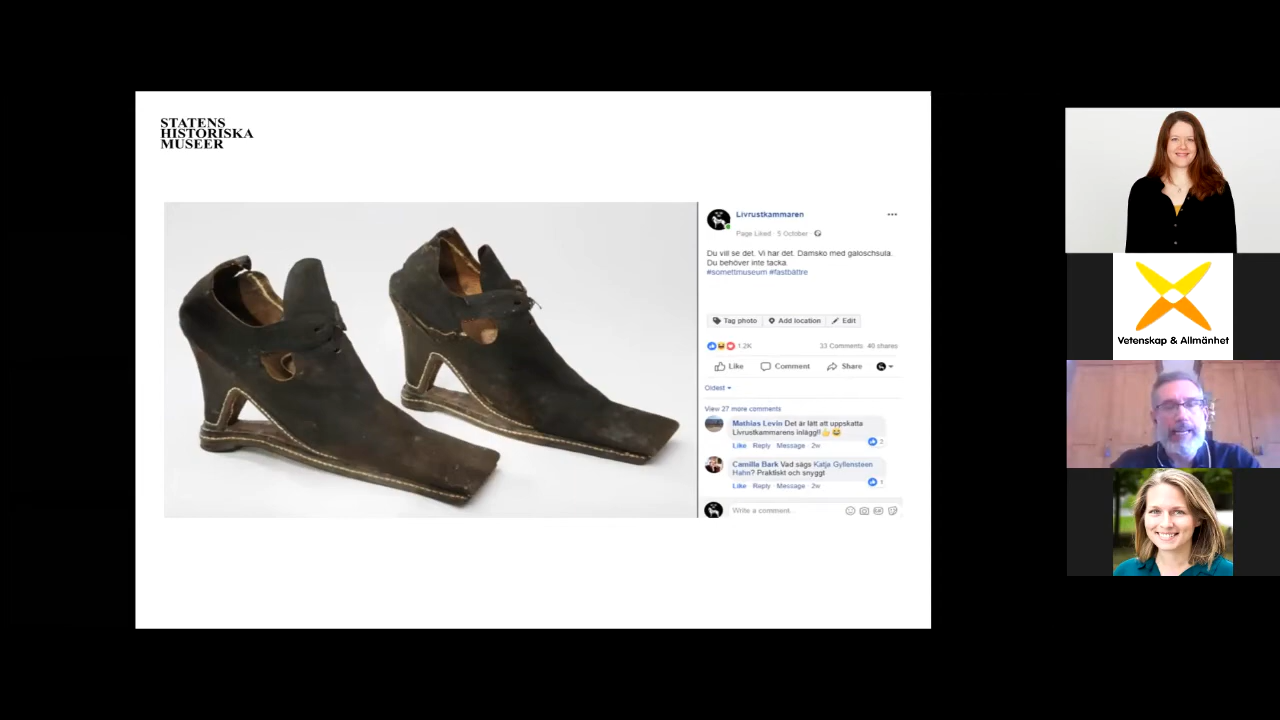 STATENS
HISTORISKA
MUSEER
Livrustkammaren
Page Liked · 5 October ·
Du vill se det. Vi har det. Damsko med galoschsula.
Du behöver inte tacka.
#somettmuseum #fastbättre
Tag photo
Add location
Edit
1.2K
33 Comments 40 shares
Like
Comment
Share
Oldest
View 27 more comments
Mathias Levin Det är lätt att uppskatta
Livrustkammarens inlägg!!👍😂
2
Like Reply Message 2w
Camilla Bark Vad sägs Katja Gyllensteen
Hahn? Praktiskt och snyggt
1
Like Reply Message 2w
Write a comment...
Vetenskap & Allmänhet